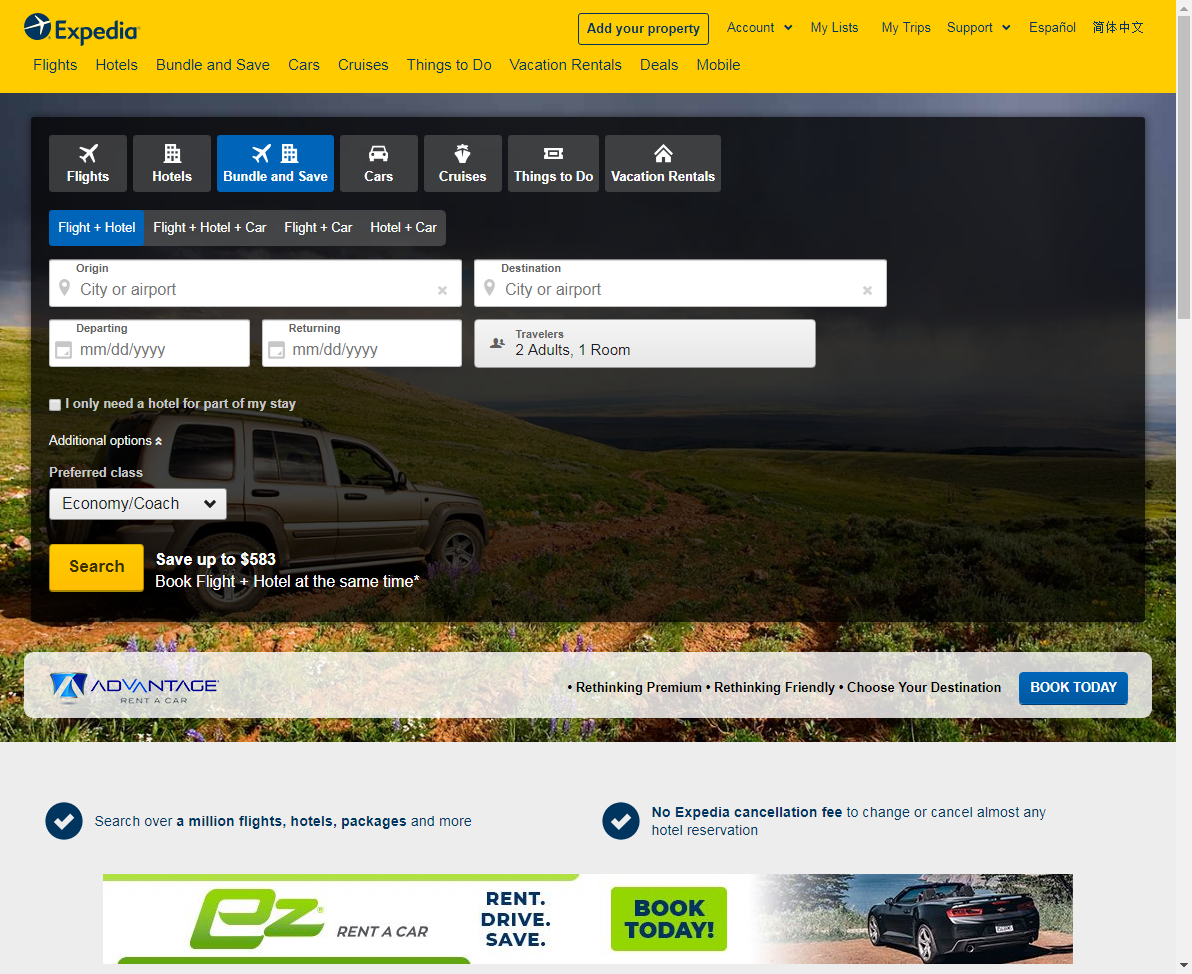 Expedia
Add your property
Account
My Lists
My Trips
Support
Español
简体中文
Flights
Hotels
Bundle and Save
Cars
Cruises
Things to Do
Vacation Rentals
Deals
Mobile
Flights
Hotels
Bundle and Save
Cars
Cruises
Things to Do
Vacation Rentals
Flight + Hotel
Flight + Hotel + Car
Flight + Car
Hotel + Car
Origin
City or airport
Destination
City or airport
Departing
mm/dd/yyyy
Returning
mm/dd/yyyy
Travelers
2 Adults, 1 Room
I only need a hotel for part of my stay
Additional options
Preferred class
Economy/Coach
Search
Save up to $583
Book Flight + Hotel at the same time*
ADVANTAGE
RENT A CAR
• Rethinking Premium • Rethinking Friendly • Choose Your Destination
BOOK TODAY
Search over a million flights, hotels, packages and more
No Expedia cancellation fee to change or cancel almost any
hotel reservation
ez
RENT A CAR
RENT.
DRIVE.
SAVE.
BOOK
TODAY!